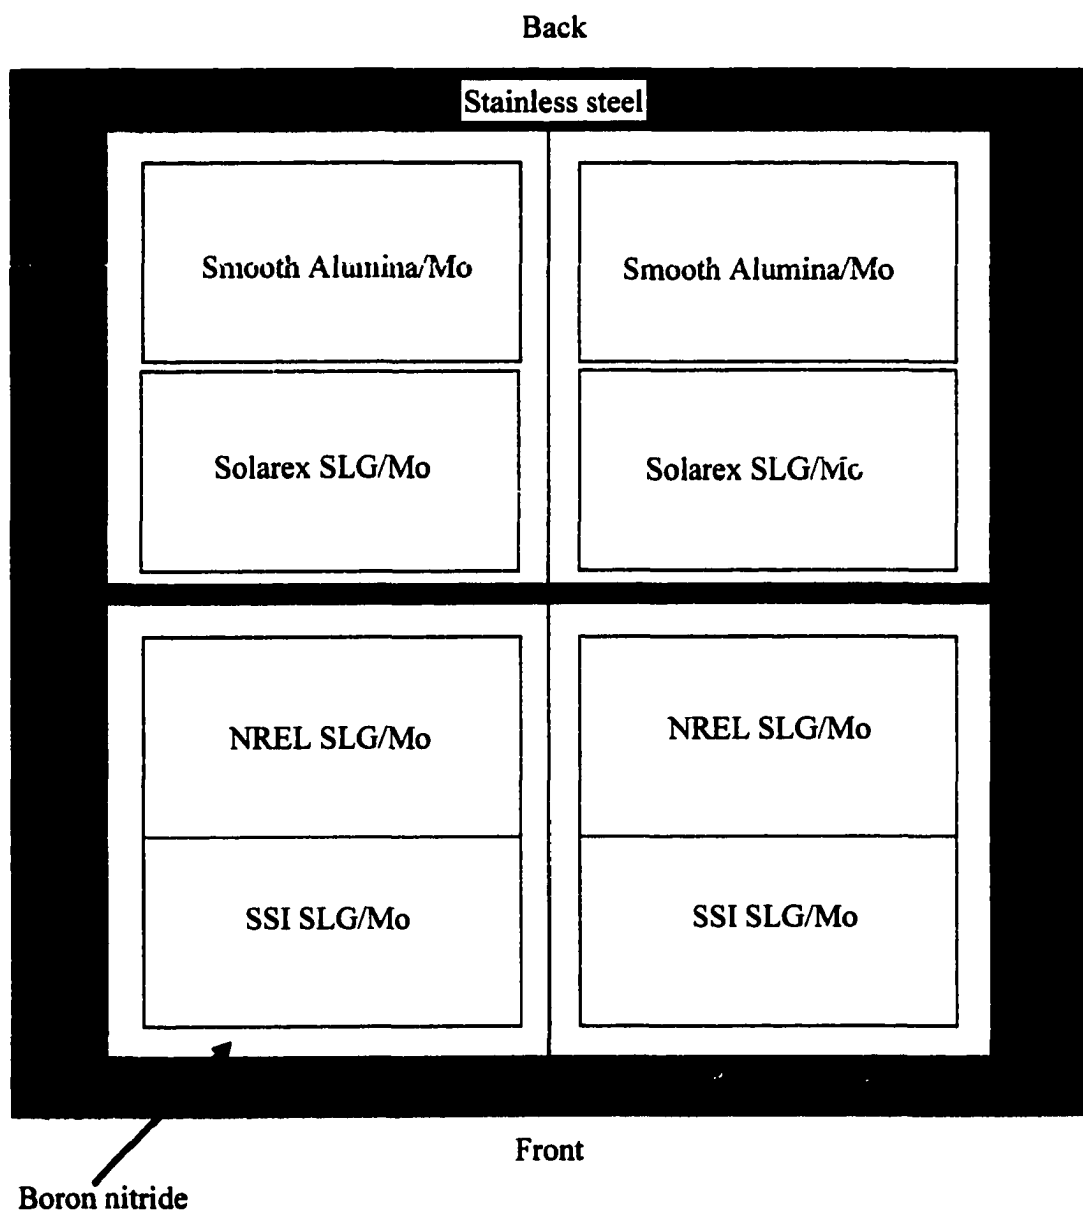 Back
Stainless steel
Smooth Alumina/Mo
Smooth Alumina/Mo
Solarex SLG/Mo
Solarex SLG/Mo
NREL SLG/Mo
NREL SLG/Mo
SSI SLG/Mo
SSI SLG/Mo
Front
Boron nitride